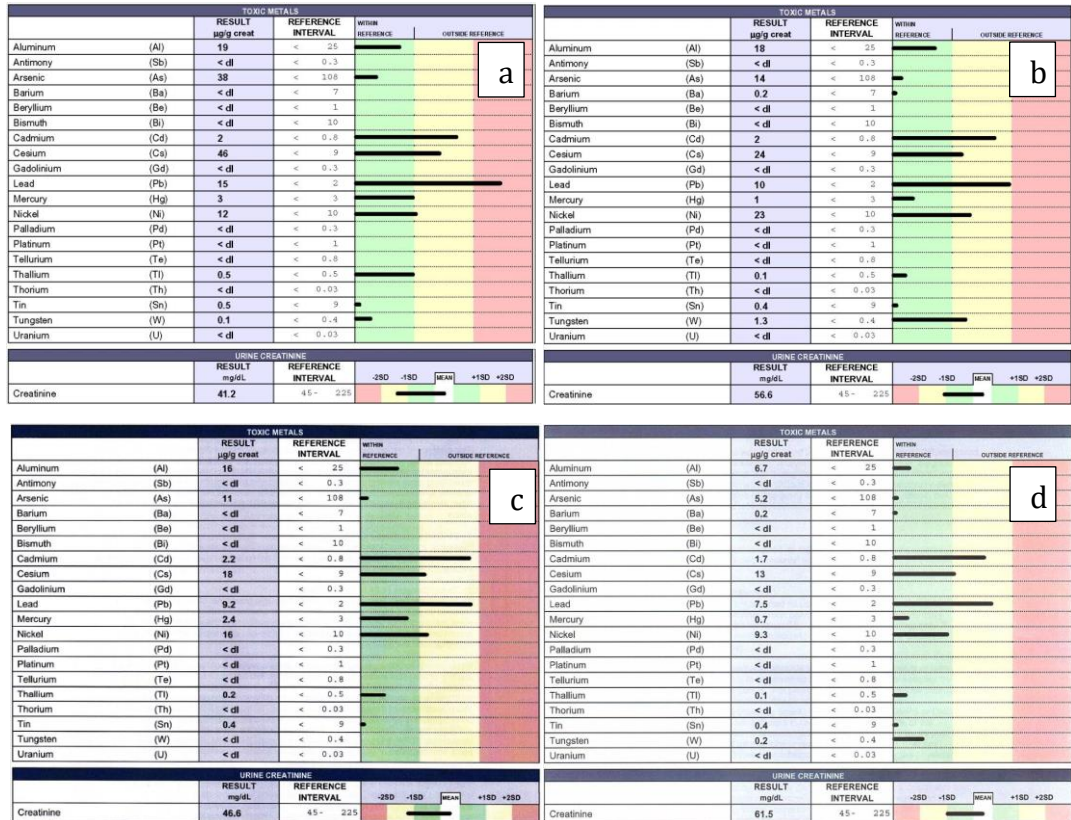 TOXIC METALS
RESULT REFERENCE WITHIN
µg/g creat INTERVAL REFERENCE OUTSIDE REFERENCE
Aluminum (Al) 19 < 25
Antimony (Sb) < dl < 0.3
Arsenic (As) 38 < 108
Barium (Ba) < dl < 7
Beryllium (Be) < dl < 1
Bismuth (Bi) < dl < 10
Cadmium (Cd) 2 < 0.8
Cesium (Cs) 46 < 9
Gadolinium (Gd) < dl < 0.3
Lead (Pb) 15 < 2
Mercury (Hg) 3 < 3
Nickel (Ni) 12 < 10
Palladium (Pd) < dl < 0.3
Platinum (Pt) < dl < 1
Tellurium (Te) < dl < 0.8
Thallium (Tl) 0.5 < 0.5
Thorium (Th) < dl < 0.03
Tin (Sn) 0.5 < 9
Tungsten (W) 0.1 < 0.4
Uranium (U) < dl < 0.03
a
URINE CREATININE
RESULT REFERENCE
mg/dL INTERVAL -2SD -1SD MEAN +1SD +2SD
Creatinine 41.2 45- 225
TOXIC METALS
RESULT REFERENCE WITHIN
µg/g creat INTERVAL REFERENCE OUTSIDE REFERENCE
Aluminum (Al) 18 < 25
Antimony (Sb) < dl < 0.3
Arsenic (As) 14 < 108
Barium (Ba) 0.2 < 7
Beryllium (Be) < dl < 1
Bismuth (Bi) < dl < 10
Cadmium (Cd) 2 < 0.8
Cesium (Cs) 24 < 9
Gadolinium (Gd) < dl < 0.3
Lead (Pb) 10 < 2
Mercury (Hg) 1 < 3
Nickel (Ni) 23 < 10
Palladium (Pd) < dl < 0.3
Platinum (Pt) < dl < 1
Tellurium (Te) < dl < 0.8
Thallium (Tl) 0.1 < 0.5
Thorium (Th) < dl < 0.03
Tin (Sn) 0.4 < 9
Tungsten (W) 1.3 < 0.4
Uranium (U) < dl < 0.03
b
URINE CREATININE
RESULT REFERENCE
mg/dL INTERVAL -2SD -1SD MEAN +1SD +2SD
Creatinine 56.6 45- 225
TOXIC METALS
RESULT REFERENCE WITHIN
µg/g creat INTERVAL REFERENCE OUTSIDE REFERENCE
Aluminum (Al) 16 < 25
Antimony (Sb) < dl < 0.3
Arsenic (As) 11 < 108
Barium (Ba) < dl < 7
Beryllium (Be) < dl < 1
Bismuth (Bi) < dl < 10
Cadmium (Cd) 2.2 < 0.8
Cesium (Cs) 18 < 9
Gadolinium (Gd) < dl < 0.3
Lead (Pb) 9.2 < 2
Mercury (Hg) 2.4 < 3
Nickel (Ni) 16 < 10
Palladium (Pd) < dl < 0.3
Platinum (Pt) < dl < 1
Tellurium (Te) < dl < 0.8
Thallium (Tl) 0.2 < 0.5
Thorium (Th) < dl < 0.03
Tin (Sn) 0.4 < 9
Tungsten (W) < dl < 0.4
Uranium (U) < dl < 0.03
c
URINE CREATININE
RESULT REFERENCE
mg/dL INTERVAL -2SD -1SD MEAN +1SD +2SD
Creatinine 46.6 45- 225
TOXIC METALS
RESULT REFERENCE WITHIN
µg/g creat INTERVAL REFERENCE OUTSIDE REFERENCE
Aluminum (Al) 6.7 < 25
Antimony (Sb) < dl < 0.3
Arsenic (As) 5.2 < 108
Barium (Ba) 0.2 < 7
Beryllium (Be) < dl < 1
Bismuth (Bi) < dl < 10
Cadmium (Cd) 1.7 < 0.8
Cesium (Cs) 13 < 9
Gadolinium (Gd) < dl < 0.3
Lead (Pb) 7.5 < 2
Mercury (Hg) 0.7 < 3
Nickel (Ni) 9.3 < 10
Palladium (Pd) < dl < 0.3
Platinum (Pt) < dl < 1
Tellurium (Te) < dl < 0.8
Thallium (Tl) 0.1 < 0.5
Thorium (Th) < dl < 0.03
Tin (Sn) 0.4 < 9
Tungsten (W) 0.2 < 0.4
Uranium (U) < dl < 0.03
d
URINE CREATININE
RESULT REFERENCE
mg/dL INTERVAL -2SD -1SD MEAN +1SD +2SD
Creatinine 61.5 45- 225